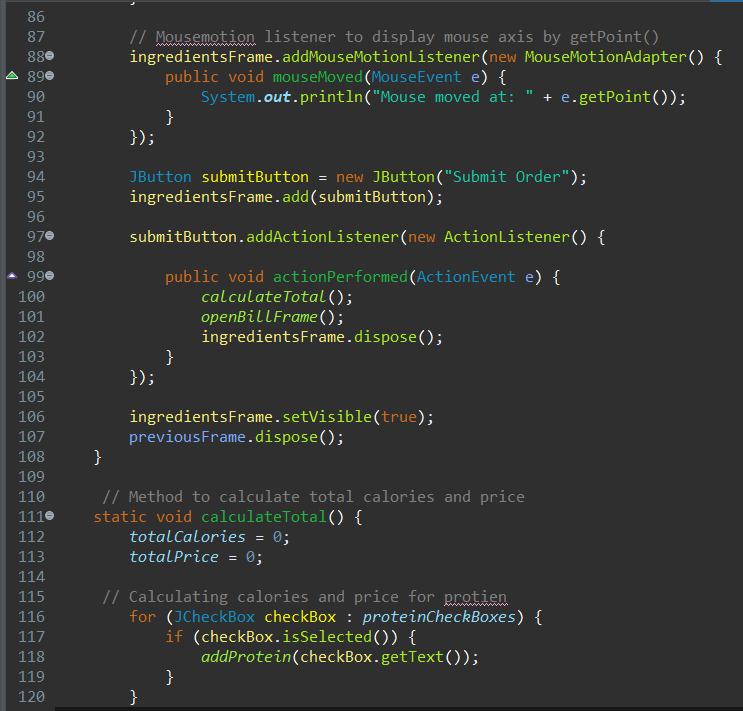 86
87 // Mousemotion listener to display mouse axis by getPoint()
88 ingredientsFrame.addMouseMotionListener(new MouseMotionAdapter() {
89 public void mouseMoved(MouseEvent e) {
90 System.out.println("Mouse moved at: " + e.getPoint());
91 }
92 });
93
94 JButton submitButton = new JButton("Submit Order");
95 ingredientsFrame.add(submitButton);
96
97 submitButton.addActionListener(new ActionListener() {
98
99 public void actionPerformed(ActionEvent e) {
100 calculateTotal();
101 openBillFrame();
102 ingredientsFrame.dispose();
103 }
104 });
105
106 ingredientsFrame.setVisible(true);
107 previousFrame.dispose();
108 }
109
110 // Method to calculate total calories and price
111 static void calculateTotal() {
112 totalCalories = 0;
113 totalPrice = 0;
114
115 // Calculating calories and price for protien
116 for (JCheckBox checkBox : proteinCheckBoxes) {
117 if (checkBox.isSelected()) {
118 addProtein(checkBox.getText());
119 }
120 }